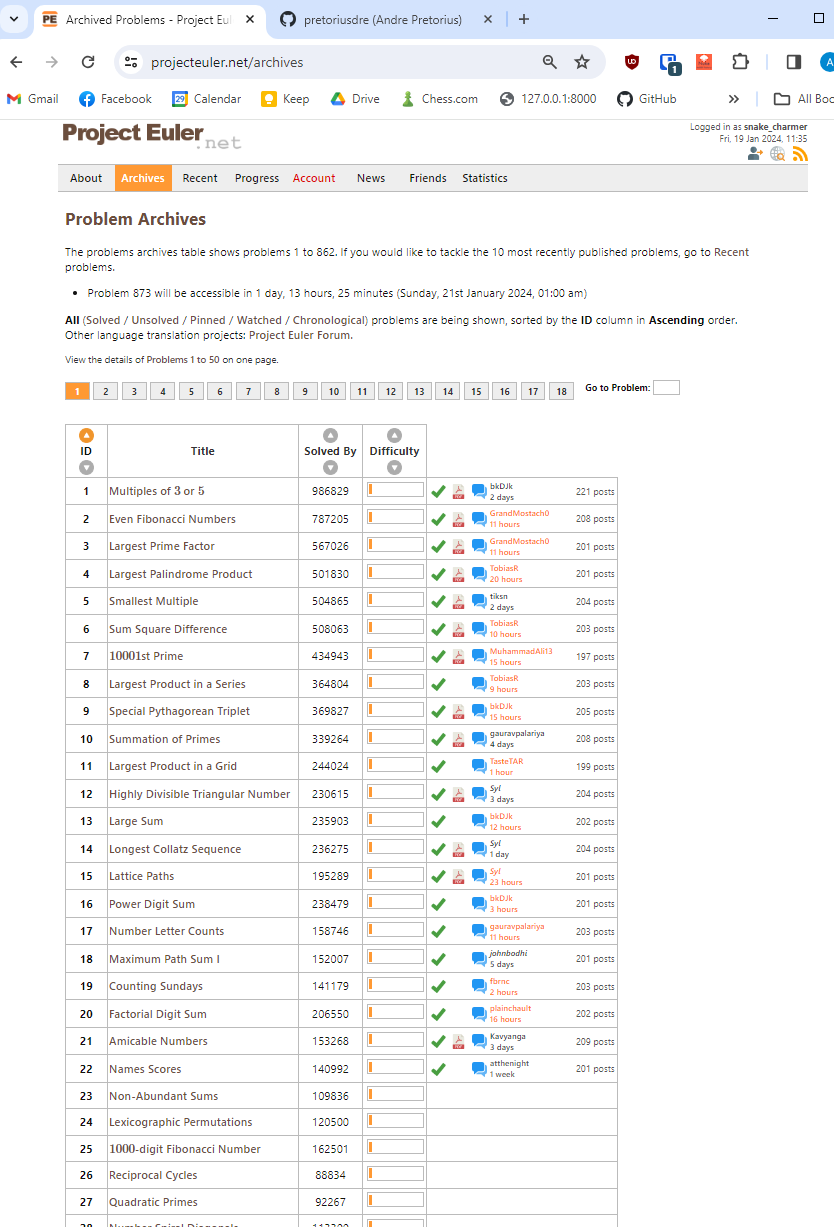 Archived Problems - Project Eul
pretoriusdre (Andre Pretorius)
projecteuler.net/archives
Gmail Facebook Calendar Keep Drive Chess.com 127.0.0.1:8000 GitHub » All Boo
Project Euler.net
Logged in as snake_charmer
Fri, 19 Jan 2024, 11:35
About Archives Recent Progress Account News Friends Statistics
Problem Archives
The problems archives table shows problems 1 to 862. If you would like to tackle the 10 most recently published problems, go to Recent
problems.
• Problem 873 will be accessible in 1 day, 13 hours, 25 minutes (Sunday, 21st January 2024, 01:00 am)
All (Solved / Unsolved / Pinned / Watched / Chronological) problems are being shown, sorted by the ID column in Ascending order.
Other language translation projects: Project Euler Forum.
View the details of Problems 1 to 50 on one page.
1 2 3 4 5 6 7 8 9 10 11 12 13 14 15 16 17 18 Go to Problem:
ID Title Solved By Difficulty
1 Multiples of 3 or 5 986829 bkDJk 2 days 221 posts
2 Even Fibonacci Numbers 787205 GrandMostach0 11 hours 208 posts
3 Largest Prime Factor 567026 GrandMostach0 11 hours 201 posts
4 Largest Palindrome Product 501830 TobiasR 20 hours 201 posts
5 Smallest Multiple 504865 tiksn 2 days 204 posts
6 Sum Square Difference 508063 TobiasR 10 hours 203 posts
7 10001st Prime 434943 MuhammadAli13 15 hours 197 posts
8 Largest Product in a Series 364804 TobiasR 9 hours 203 posts
9 Special Pythagorean Triplet 369827 bkDJk 15 hours 205 posts
10 Summation of Primes 339264 gauravpalariya 4 days 208 posts
11 Largest Product in a Grid 244024 TasteTAR 1 hour 199 posts
12 Highly Divisible Triangular Number 230615 Syl 3 days 204 posts
13 Large Sum 235903 bkDJk 12 hours 202 posts
14 Longest Collatz Sequence 236275 Syl 1 day 204 posts
15 Lattice Paths 195289 Syl 23 hours 201 posts
16 Power Digit Sum 238479 bkDJk 3 hours 201 posts
17 Number Letter Counts 158746 gauravpalariya 11 hours 203 posts
18 Maximum Path Sum I 152007 johnbodhi 5 days 201 posts
19 Counting Sundays 141179 fbrnc 2 hours 203 posts
20 Factorial Digit Sum 206550 plainchault 16 hours 202 posts
21 Amicable Numbers 153268 Kavyanga 3 days 209 posts
22 Names Scores 140992 atthenight 1 week 201 posts
23 Non-Abundant Sums 109836
24 Lexicographic Permutations 120500
25 1000-digit Fibonacci Number 162501
26 Reciprocal Cycles 88834
27 Quadratic Primes 92267